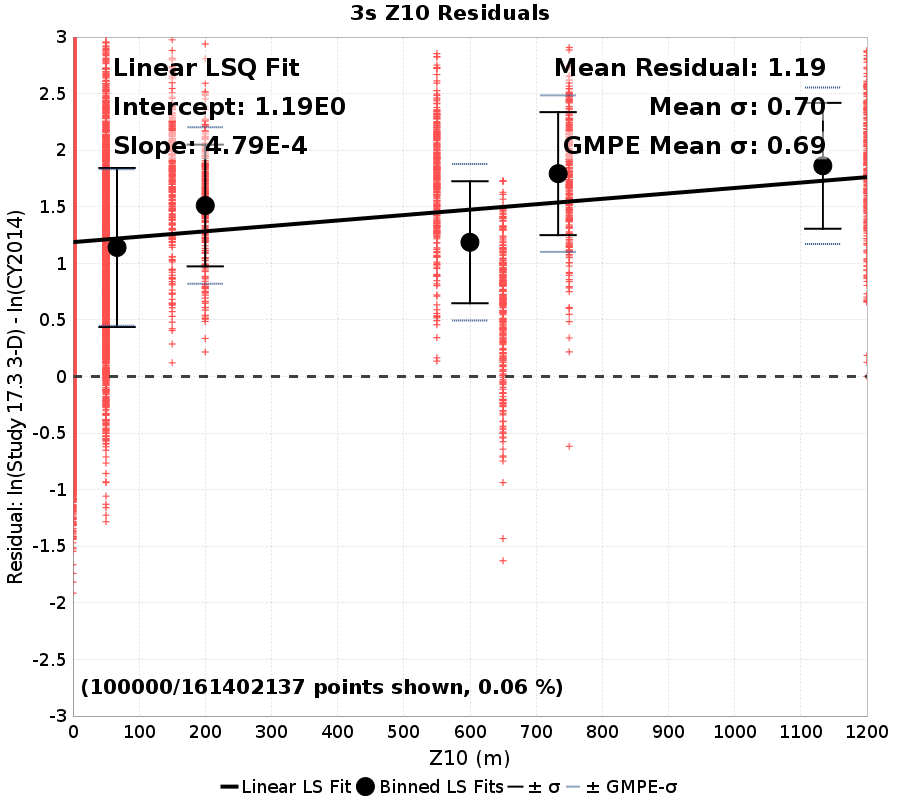 3s Z10 Residuals
Linear LSQ Fit
Intercept: 1.19E0
Slope: 4.79E-4
Mean Residual: 1.19
Mean σ: 0.70
GMPE Mean σ: 0.69
3
2.5
2
1.5
1
0.5
0
-0.5
-1
-1.5
-2
-2.5
-3
Residual: ln(Study 17.3 3-D) - ln(CY2014)
(100000/161402137 points shown, 0.06 %)
0 100 200 300 400 500 600 700 800 900 1000 1100 1200
Z10 (m)
Linear LS Fit Binned LS Fits ± σ ± GMPE-σ